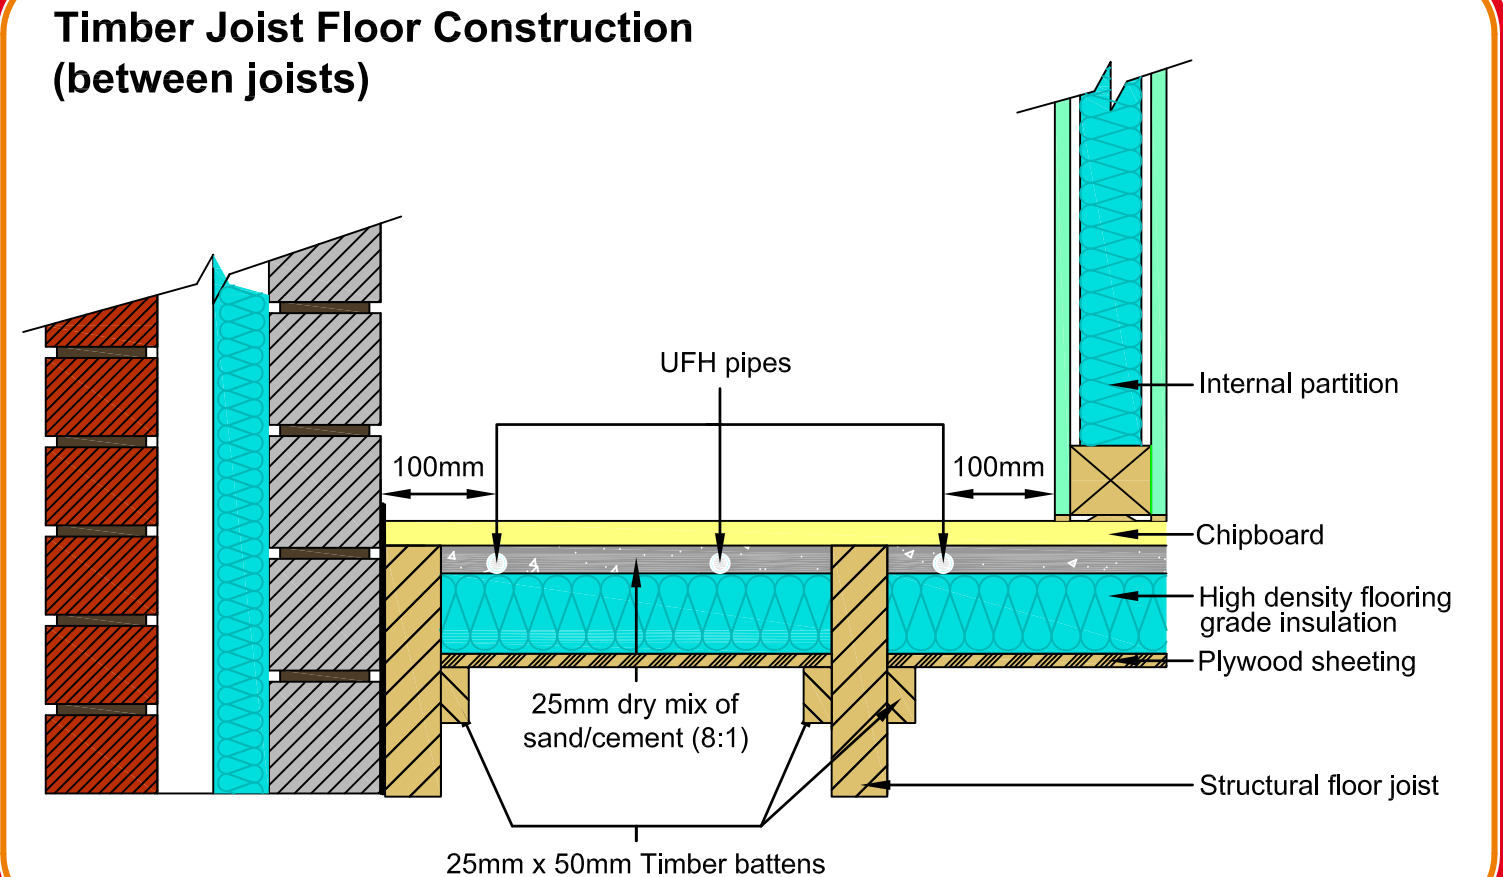 Timber Joist Floor Construction
(between joists)
UFH pipes
Internal partition
100mm
100mm
Chipboard
High density flooring
grade insulation
Plywood sheeting
25mm dry mix of
sand/cement (8:1)
Structural floor joist
25mm x 50mm Timber battens